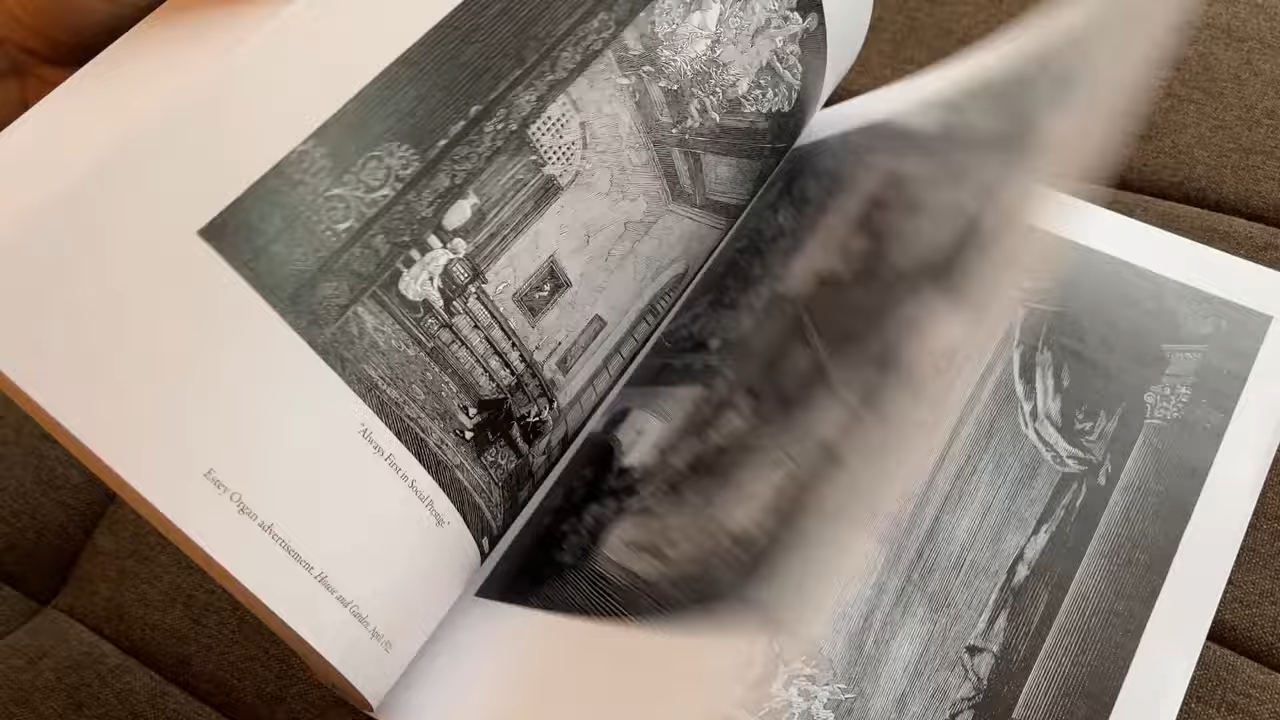 "Always First in Social Prestige."
Estey Organ advertisement, House and Garden, April